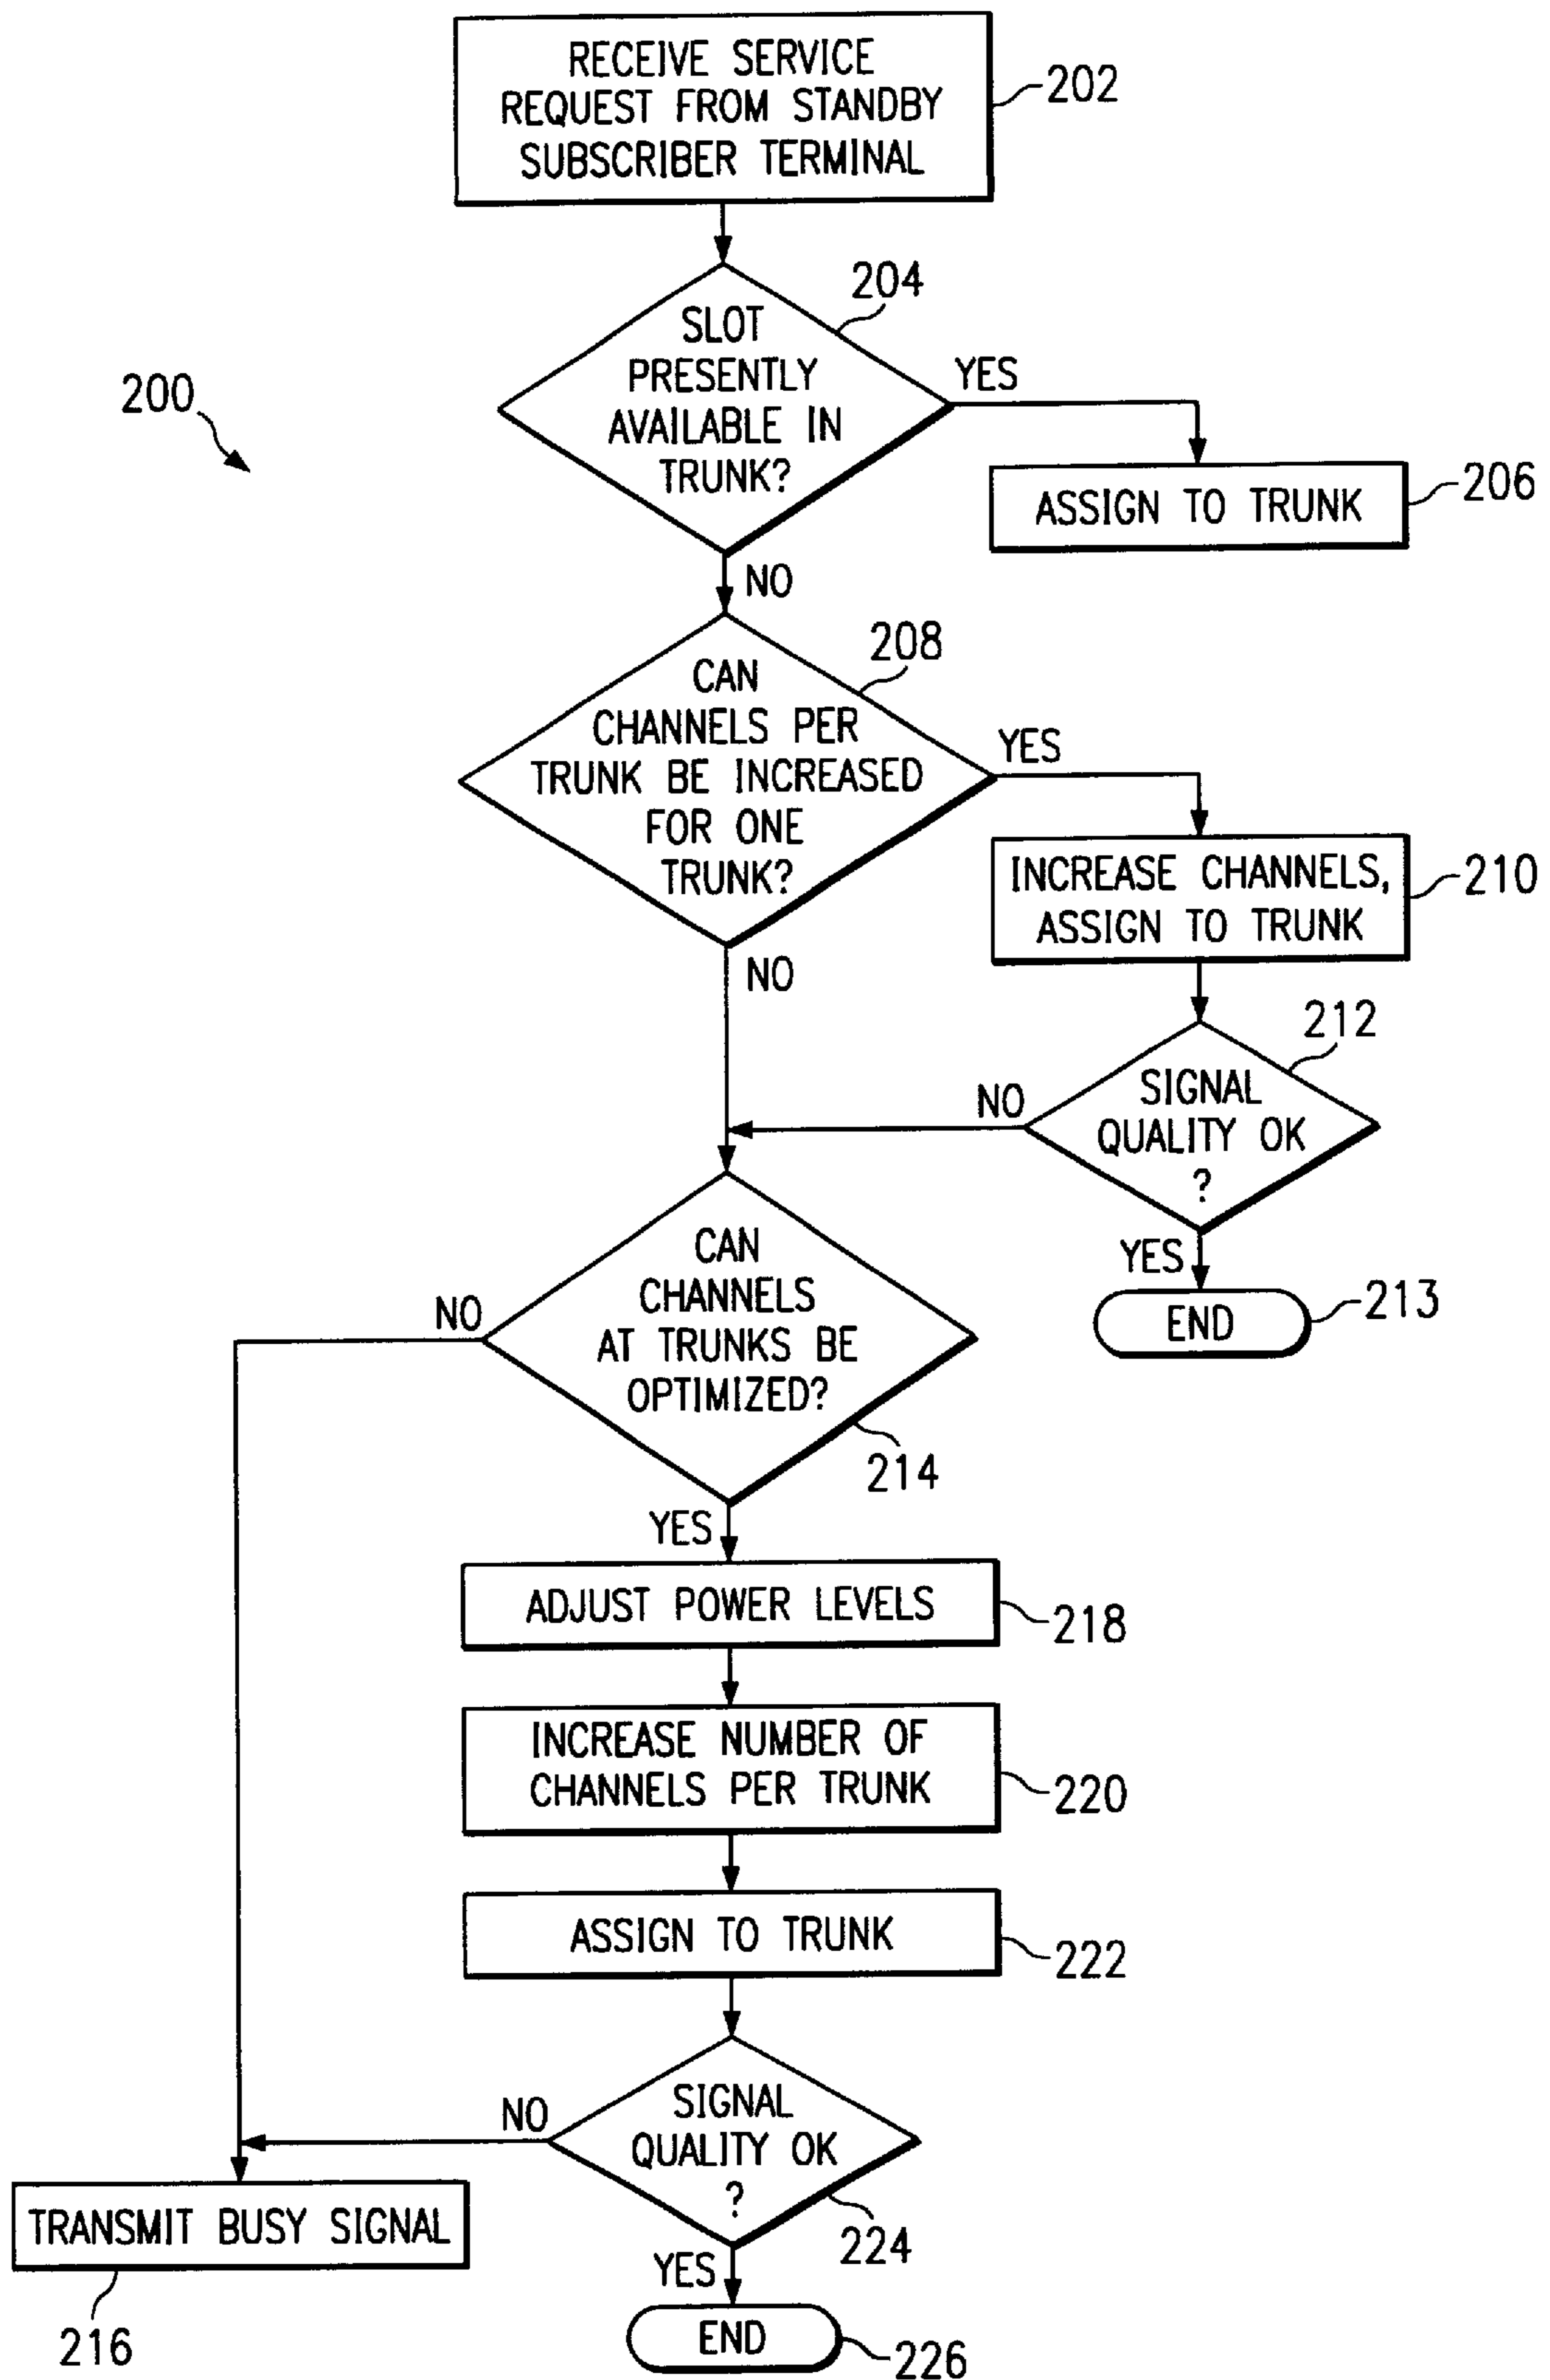 RECEIVE SERVICE
REQUEST FROM STANDBY
SUBSCRIBER TERMINAL
202
204
SLOT
PRESENTLY
AVAILABLE IN
TRUNK?
YES
200
ASSIGN TO TRUNK
206
NO
208
CAN
CHANNELS PER
TRUNK BE INCREASED
FOR ONE
TRUNK?
YES
INCREASE CHANNELS,
ASSIGN TO TRUNK
210
NO
212
SIGNAL
QUALITY OK
?
NO
YES
END
213
CAN
CHANNELS
AT TRUNKS BE
OPTIMIZED?
NO
214
YES
ADJUST POWER LEVELS
218
INCREASE NUMBER OF
CHANNELS PER TRUNK
220
ASSIGN TO TRUNK
222
SIGNAL
QUALITY OK
?
NO
224
TRANSMIT BUSY SIGNAL
216
YES
END
226